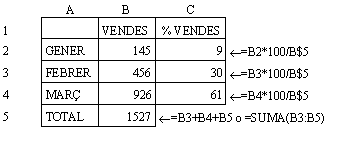 A B C
1 VENDES % VENDES
2 GENER 145 9 ←=B2*100/B$5
3 FEBRER 456 30 ←=B3*100/B$5
4 MARÇ 926 61 ←=B4*100/B$5
5 TOTAL 1527 ←=B3+B4+B5 o =SUMA(B3:B5)